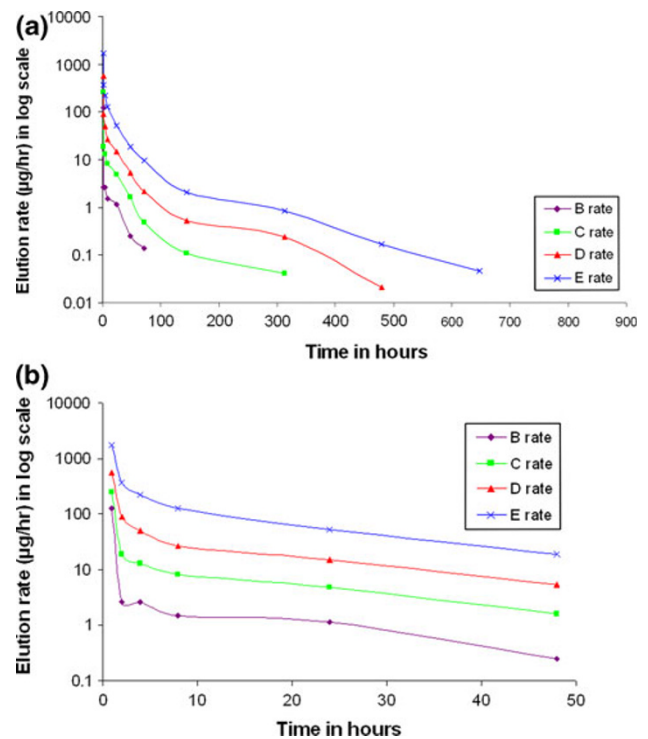 (a)
Elution rate (µg/hr) in log scale
10000
1000
100
10
1
0.1
0.01
0 100 200 300 400 500 600 700 800 900
Time in hours
B rate
C rate
D rate
E rate
(b)
Elution rate (µg/hr) in log scale
10000
1000
100
10
1
0.1
0 10 20 30 40 50
Time in hours
B rate
C rate
D rate
E rate